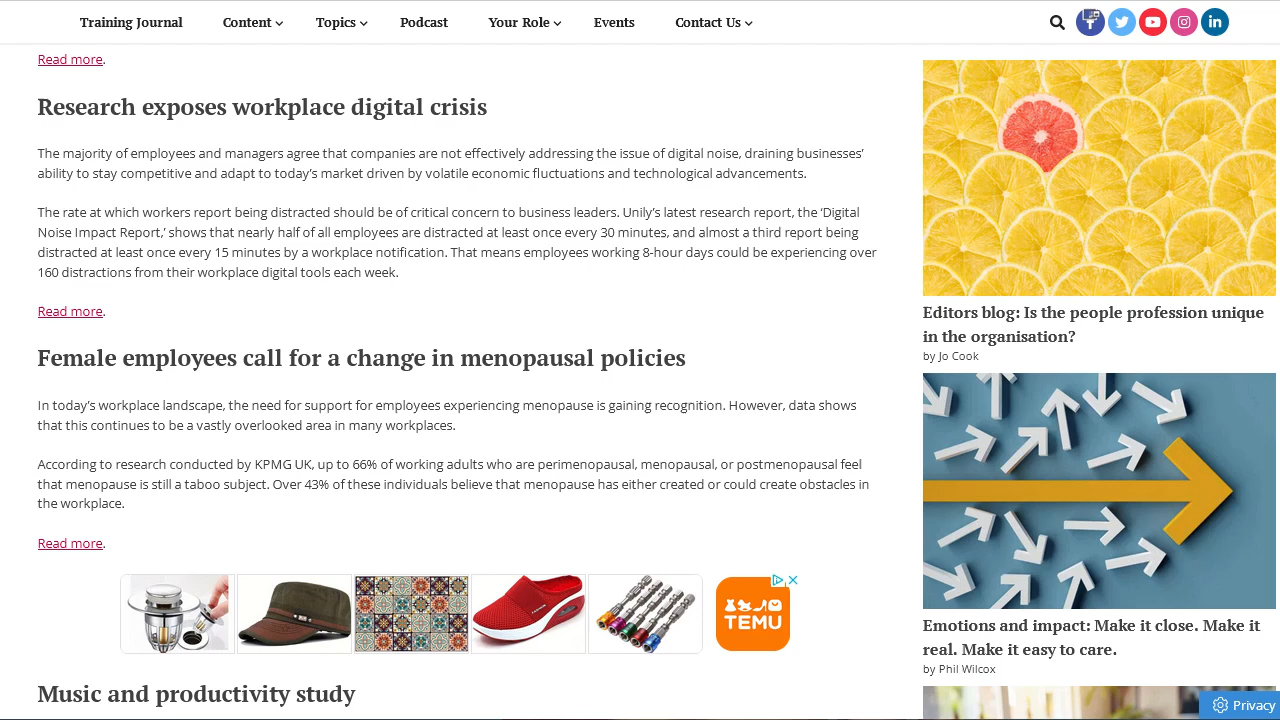 Training Journal Content Topics Podcast Your Role Events Contact Us
Read more.
Research exposes workplace digital crisis
The majority of employees and managers agree that companies are not effectively addressing the issue of digital noise, draining businesses’
ability to stay competitive and adapt to today’s market driven by volatile economic fluctuations and technological advancements.
The rate at which workers report being distracted should be of critical concern to business leaders. Unily’s latest research report, the ‘Digital
Noise Impact Report,’ shows that nearly half of all employees are distracted at least once every 30 minutes, and almost a third report being
distracted at least once every 15 minutes by a workplace notification. That means employees working 8-hour days could be experiencing over
160 distractions from their workplace digital tools each week.
Read more.
Female employees call for a change in menopausal policies
In today’s workplace landscape, the need for support for employees experiencing menopause is gaining recognition. However, data shows
that this continues to be a vastly overlooked area in many workplaces.
According to research conducted by KPMG UK, up to 66% of working adults who are perimenopausal, menopausal, or postmenopausal feel
that menopause is still a taboo subject. Over 43% of these individuals believe that menopause has either created or could create obstacles in
the workplace.
Read more.
TEMU
Music and productivity study
Editors blog: Is the people profession unique
in the organisation?
by Jo Cook
Emotions and impact: Make it close. Make it
real. Make it easy to care.
by Phil Wilcox
Privacy